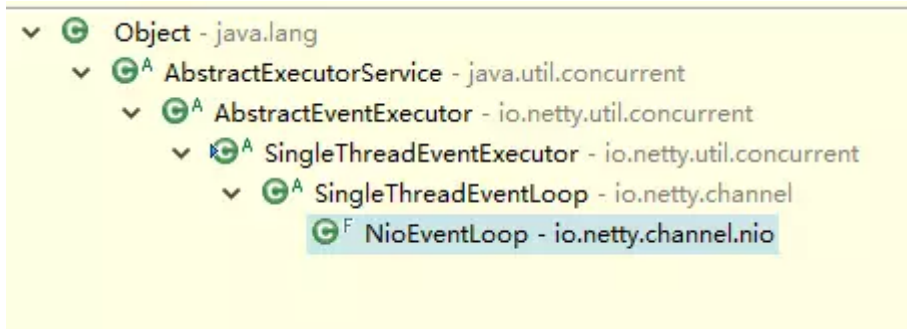 Object - java.lang
A AbstractExecutorService - java.util.concurrent
A AbstractEventExecutor - io.netty.util.concurrent
A SingleThreadEventExecutor - io.netty.util.concurrent
A SingleThreadEventLoop - io.netty.channel
F NioEventLoop - io.netty.channel.nio